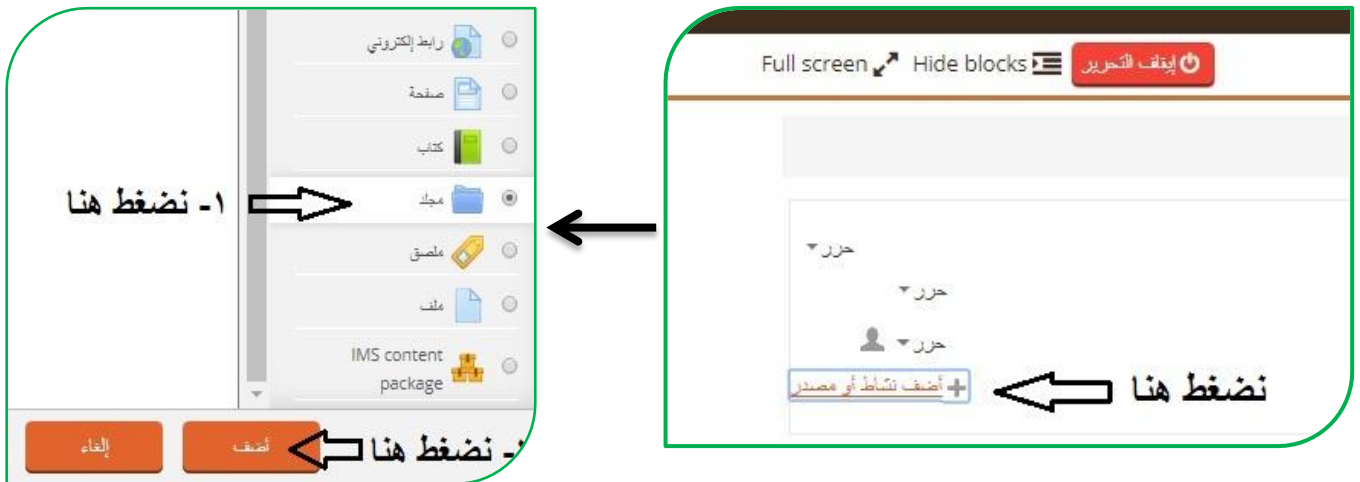 إيقاف التحرير Hide blocks Full screen
حرر
حرر
حرر
أضف نشاط أو مصدر
نضغط هنا
رابط إلكتروني
صفحة
كتاب
مجلد
١- نضغط هنا
ملصق
ملف
IMS content
package
- نضغط هنا
أضف
إلغاء